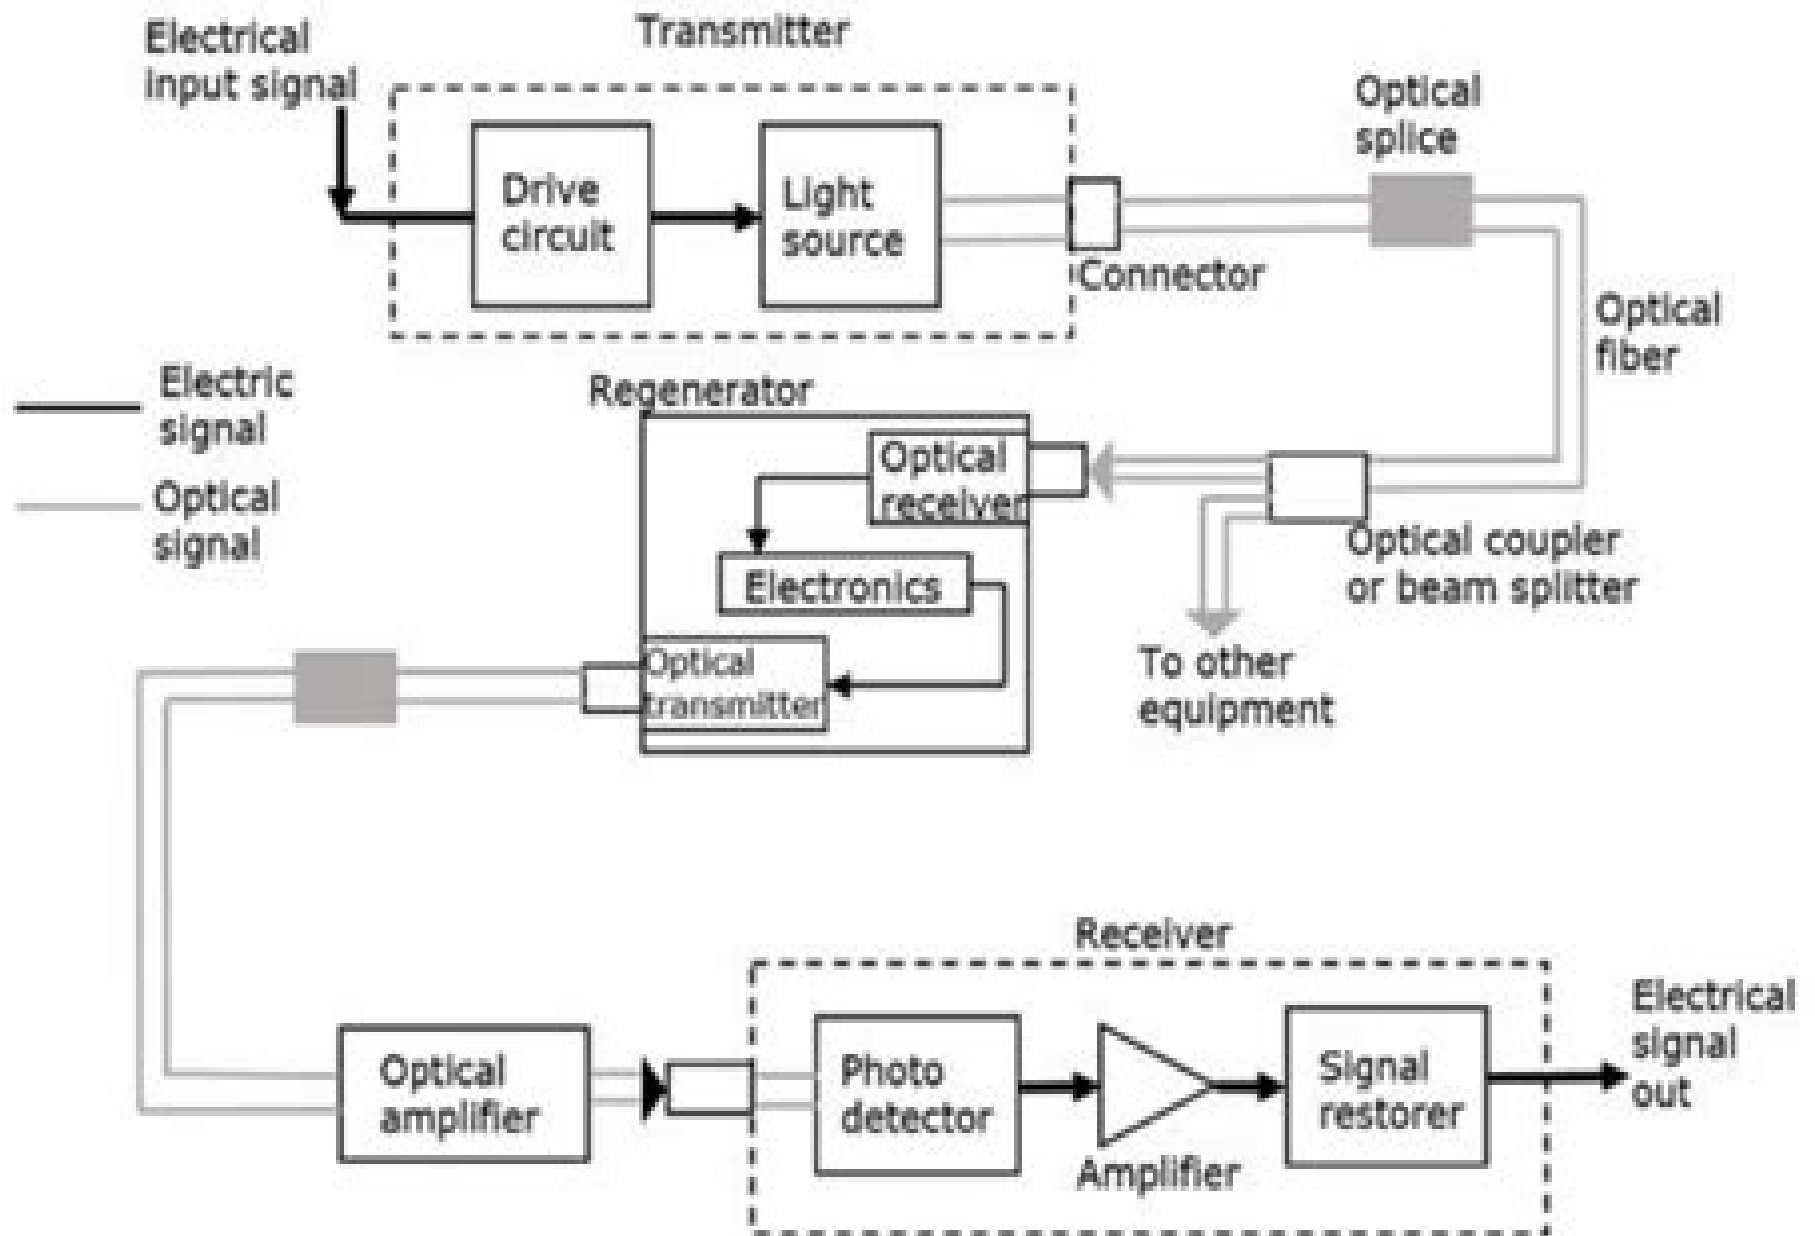 Electrical
input signal
Transmitter
Drive
circuit
Light
source
Connector
Optical
splice
Optical
fiber
Electric
signal
Optical
signal
Regenerator
Optical
receiver
Electronics
Optical
transmitter
Optical coupler
or beam splitter
To other
equipment
Optical
amplifier
Receiver
Photo
detector
Amplifier
Signal
restorer
Electrical
signal
out